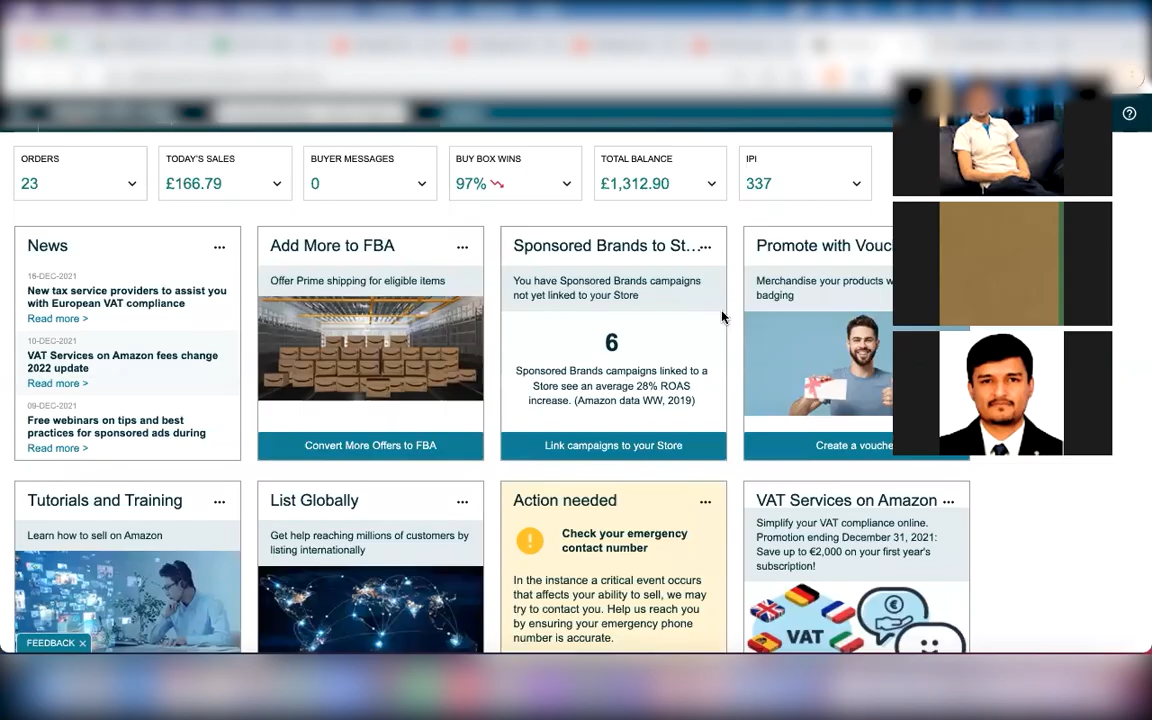 ORDERS
23
TODAY'S SALES
£166.79
BUYER MESSAGES
0
BUY BOX WINS
97%
TOTAL BALANCE
£1,312.90
IPI
337
News
16-DEC-2021
New tax service providers to assist you
with European VAT compliance
Read more >
10-DEC-2021
VAT Services on Amazon fees change
2022 update
Read more >
09-DEC-2021
Free webinars on tips and best
practices for sponsored ads during
Read more >
Add More to FBA
Offer Prime shipping for eligible items
Convert More Offers to FBA
Sponsored Brands to St...
You have Sponsored Brands campaigns
not yet linked to your Store
6
Sponsored Brands campaigns linked to a
Store see an average 28% ROAS
increase. (Amazon data WW, 2019)
Link campaigns to your Store
Promote with Vouc
Merchandise your products w
badging
Create a vouche
Tutorials and Training
Learn how to sell on Amazon
FEEDBACK
List Globally
Get help reaching millions of customers by
listing internationally
Action needed
Check your emergency
contact number
In the instance a critical event occurs
that affects your ability to sell, we may
try to contact you. Help us reach you
by ensuring your emergency phone
number is accurate.
VAT Services on Amazon
Simplify your VAT compliance online.
Promotion ending December 31, 2021:
Save up to €2,000 on your first year's
subscription!
VAT